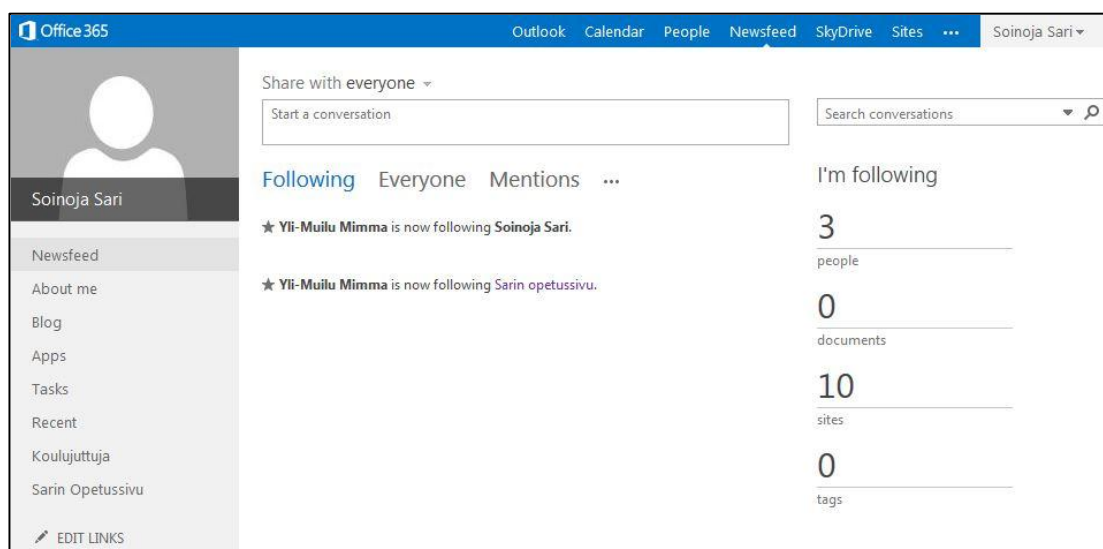 Office 365
Outlook Calendar People Newsfeed SkyDrive Sites ••• Soinoja Sari
Soinoja Sari
Newsfeed
About me
Blog
Apps
Tasks
Recent
Koulujuttuja
Sarin Opetussivu
EDIT LINKS
Share with everyone
Start a conversation
Following Everyone Mentions •••
Yli-Muilu Mimma is now following Soinoja Sari.
Yli-Muilu Mimma is now following Sarin opetussivu.
Search conversations
I'm following
3
people
0
documents
10
sites
0
tags